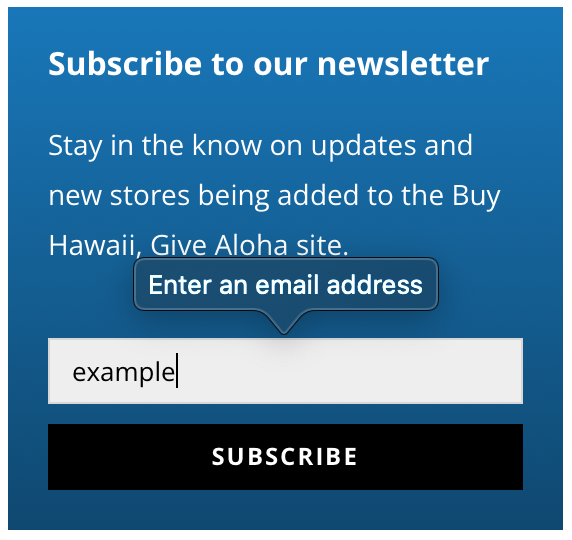 Subscribe to our newsletter
Stay in the know on updates and
new stores being added to the Buy
Hawaii, Give Aloha site.
Enter an email address
example
SUBSCRIBE